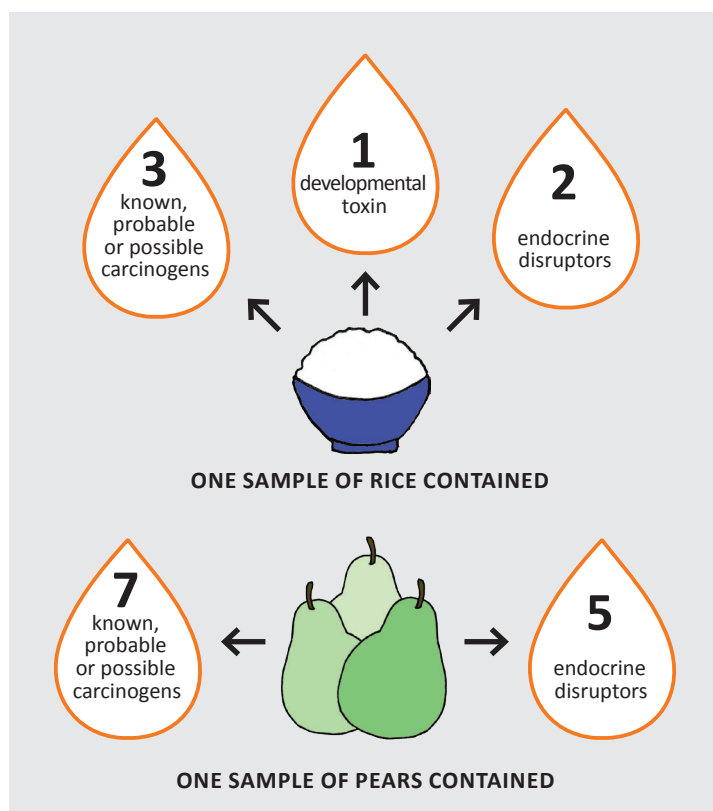 3
known,
probable
or possible
carcinogens
1
developmental
toxin
2
endocrine
disruptors
ONE SAMPLE OF RICE CONTAINED
7
known,
probable
or possible
carcinogens
5
endocrine
disruptors
ONE SAMPLE OF PEARS CONTAINED